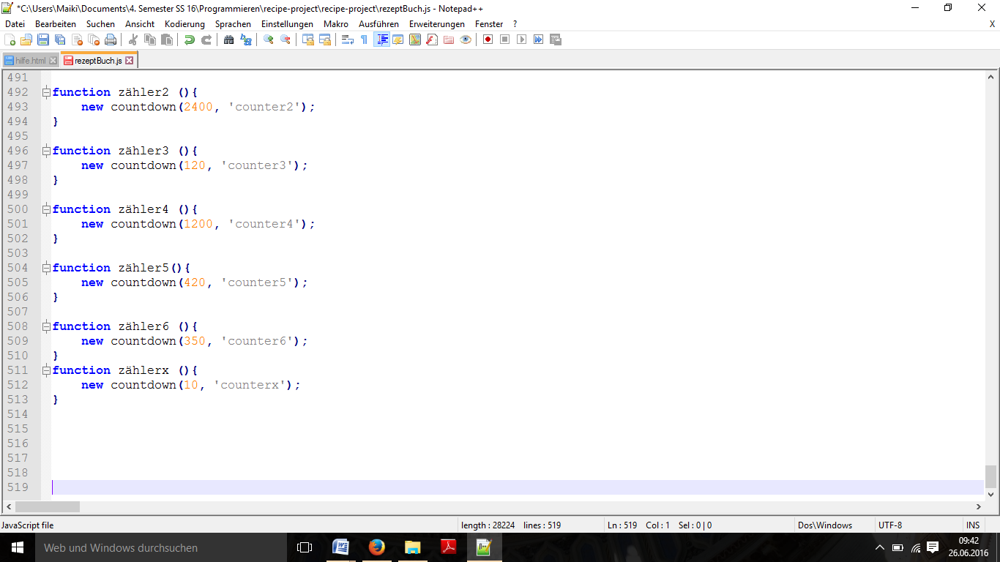 *C:\Users\Maiki\Documents\4. Semester SS 16\Programmieren\recipe-project\recipe-project\rezeptBuch.js - Notepad++
Datei Bearbeiten Suchen Ansicht Kodierung Sprachen Einstellungen Makro Ausführen Erweiterungen Fenster ? X
hilfe.html rezeptBuch.js
491
492 function zähler2 (){
493 new countdown(2400, 'counter2');
494 }
495
496 function zähler3 (){
497 new countdown(120, 'counter3');
498 }
499
500 function zähler4 (){
501 new countdown(1200, 'counter4');
502 }
503
504 function zähler5(){
505 new countdown(420, 'counter5');
506 }
507
508 function zähler6 (){
509 new countdown(350, 'counter6');
510 }
511 function zählerx (){
512 new countdown(10, 'counterx');
513 }
514
515
516
517
518
519
JavaScript file length : 28224 lines : 519 Ln : 519 Col : 1 Sel : 0 | 0 Dos\Windows UTF-8 INS
Web und Windows durchsuchen
09:42
26.06.2016